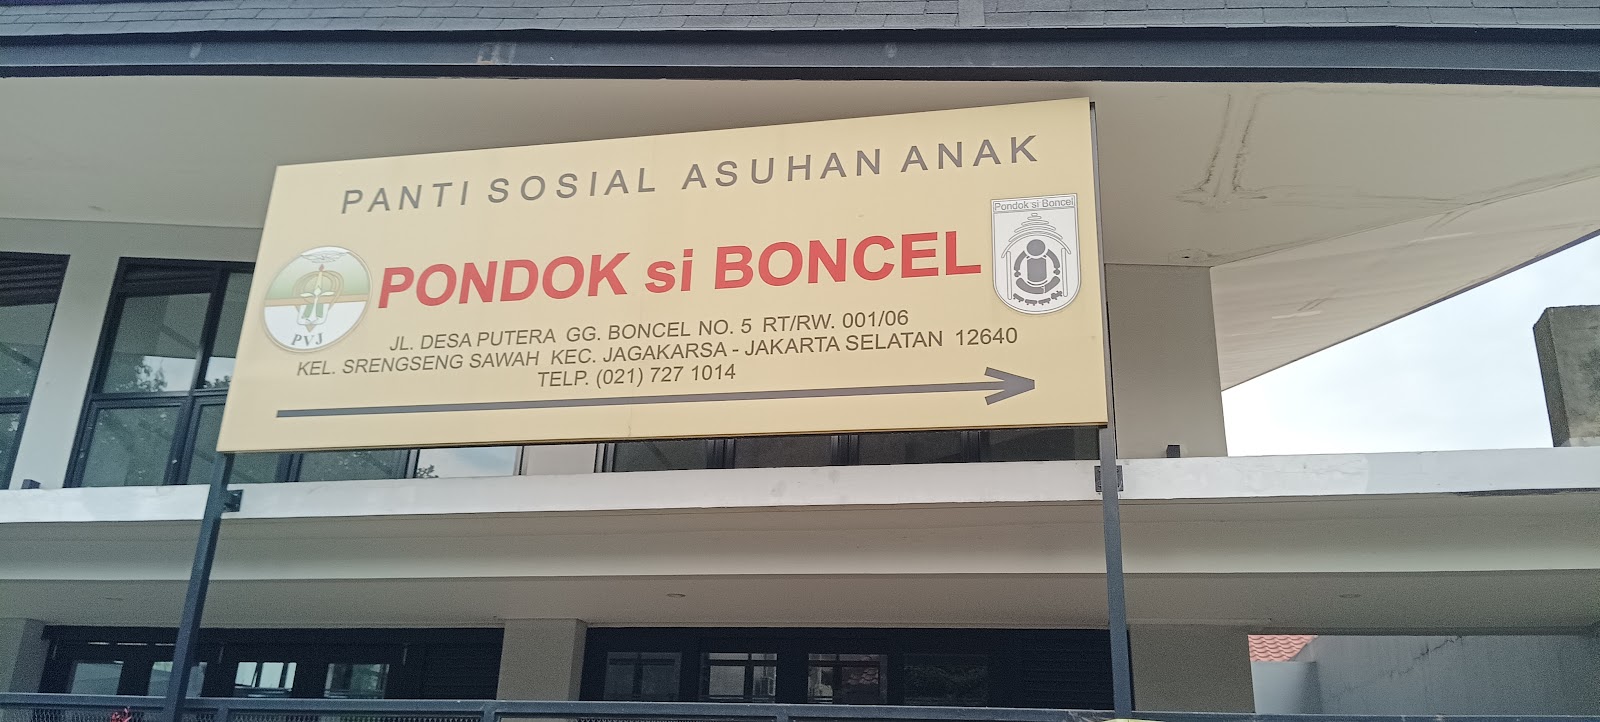 PANTI SOSIAL ASUHAN ANAK
Pondok si Boncel
PONDOK si BONCEL
PVJ
JL. DESA PUTERA GG. BONCEL NO. 5 RT/RW. 001/06
KEL. SRENGSENG SAWAH KEC. JAGAKARSA - JAKARTA SELATAN 12640
TELP. (021) 727 1014